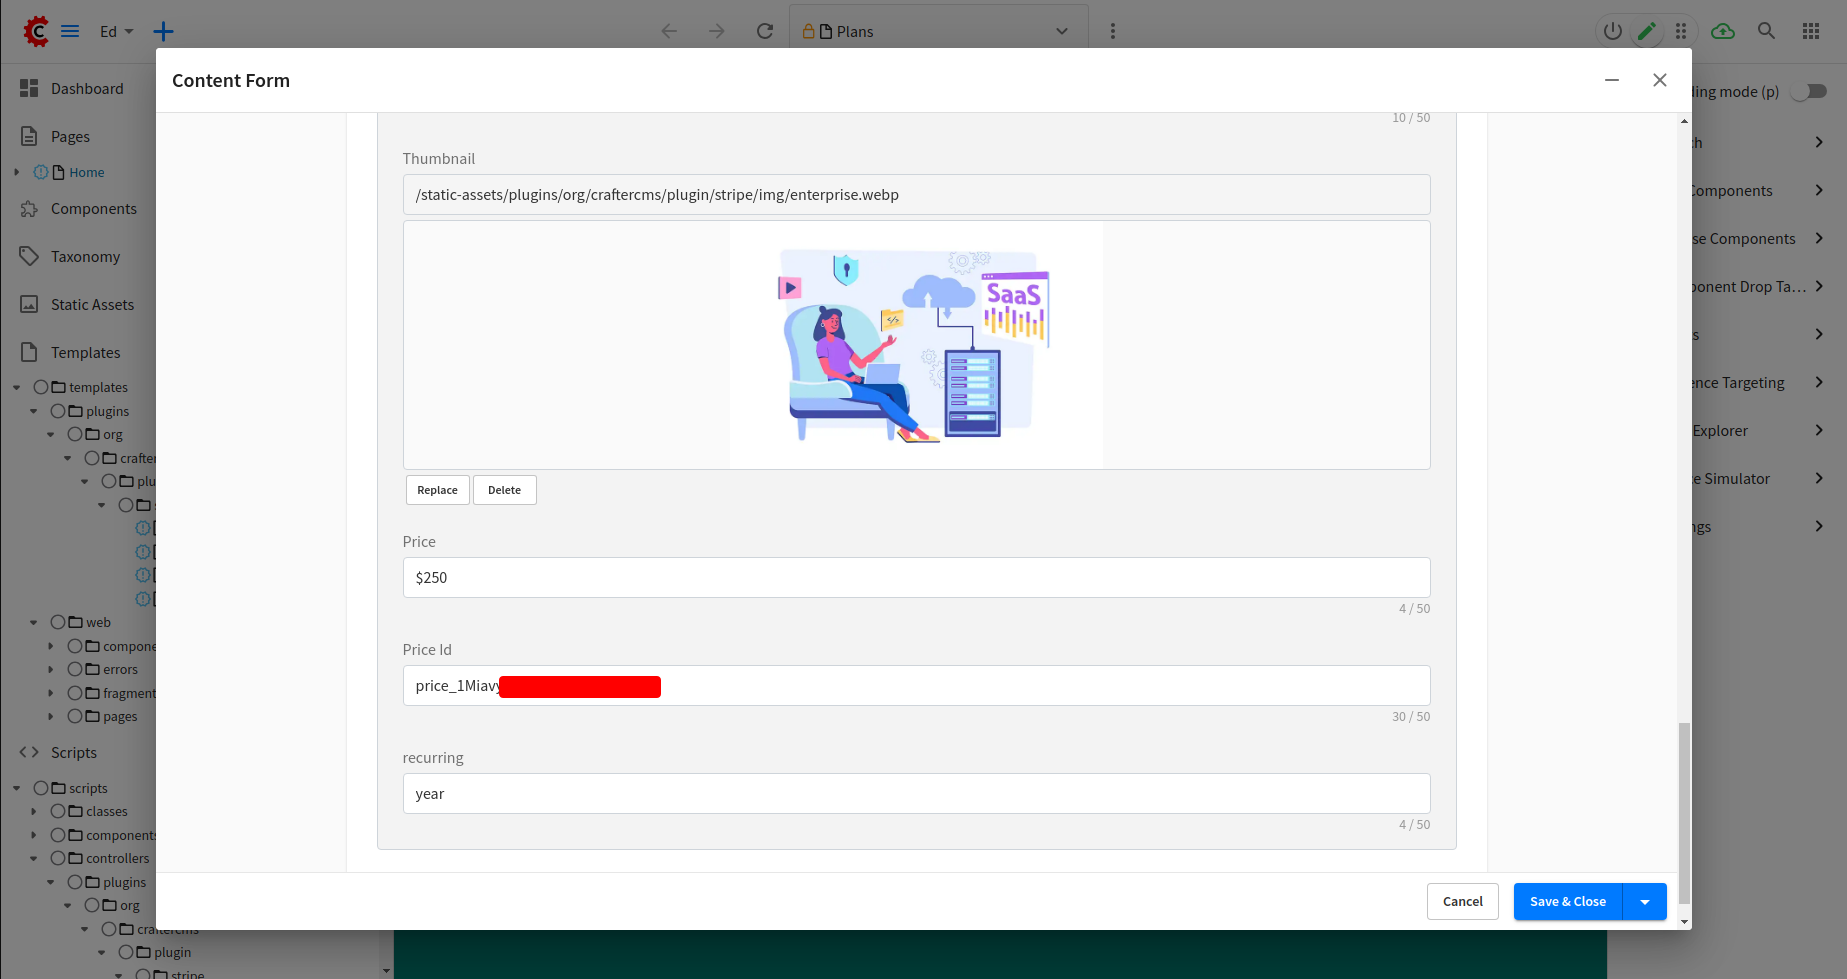 Ed
Plans
Content Form
ing mode (p)
Dashboard
Pages
Home
Components
Taxonomy
Static Assets
Templates
templates
plugins
org
crafter
plu
web
compone
errors
fragment
pages
Scripts
scripts
classes
components
controllers
plugins
org
craftercms
plugin
stripe
10 / 50
Thumbnail
/static-assets/plugins/org/craftercms/plugin/stripe/img/enterprise.webp
SaaS
</>
Replace
Delete
Price
$250
4 / 50
Price Id
price_1Miavy
30 / 50
recurring
year
4 / 50
Cancel
Save & Close
h
Components
se Components
onent Drop Ta...
s
ence Targeting
Explorer
e Simulator
ngs